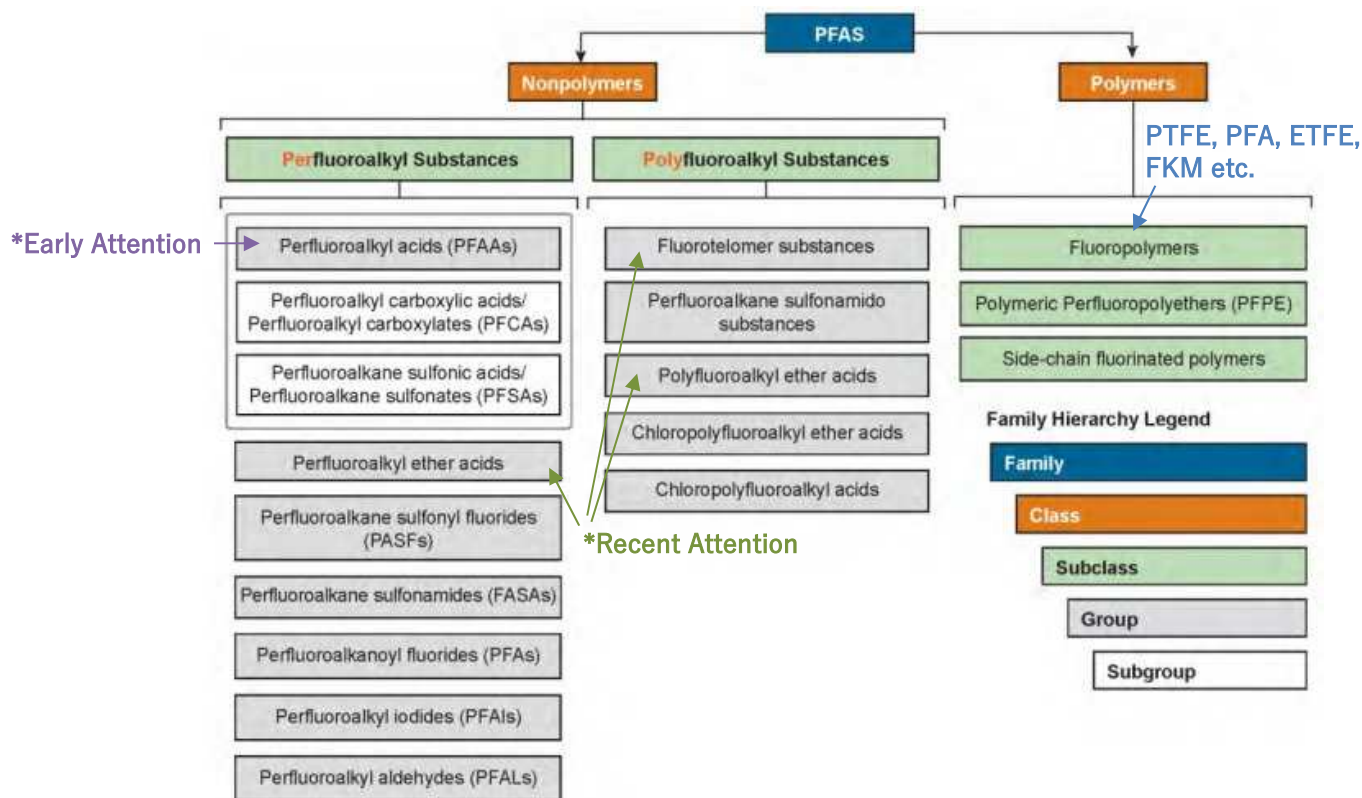 PFAS
Nonpolymers
Polymers
Perfluoroalkyl Substances
Polyfluoroalkyl Substances
PTFE, PFA, ETFE,
FKM etc.
*Early Attention
Perfluoroalkyl acids (PFAAs)
Perfluoroalkyl carboxylic acids/
Perfluoroalkyl carboxylates (PFCAs)
Perfluoroalkane sulfonic acids/
Perfluoroalkane sulfonates (PFSAs)
Perfluoroalkyl ether acids
Perfluoroalkane sulfonyl fluorides
(PASFs)
Perfluoroalkane sulfonamides (FASAs)
Perfluoroalkanoyl fluorides (PFAs)
Perfluoroalkyl iodides (PFAIs)
Perfluoroalkyl aldehydes (PFALs)
Fluorotelomer substances
Perfluoroalkane sulfonamido
substances
Polyfluoroalkyl ether acids
Chloropolyfluoroalkyl ether acids
Chloropolyfluoroalkyl acids
*Recent Attention
Fluoropolymers
Polymeric Perfluoropolyethers (PFPE)
Side-chain fluorinated polymers
Family Hierarchy Legend
Family
Class
Subclass
Group
Subgroup